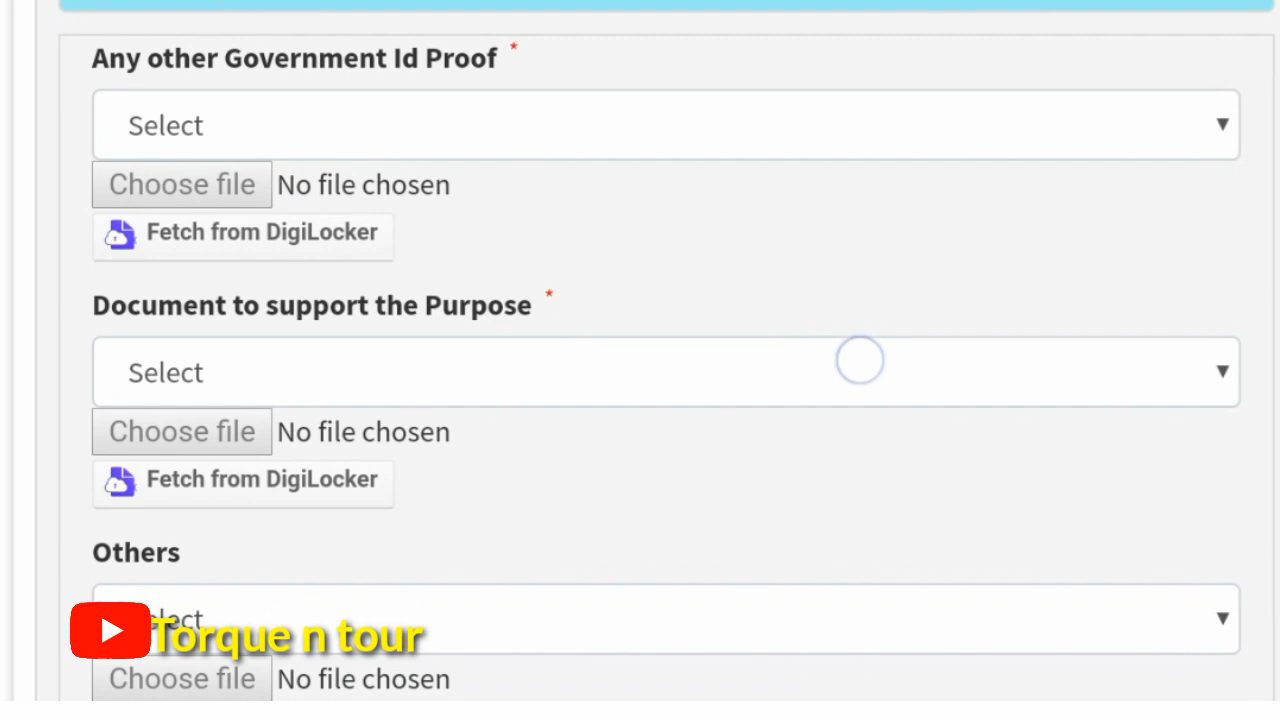 Any other Government Id Proof *
Select
Choose file No file chosen
Fetch from DigiLocker
Document to support the Purpose *
Select
Choose file No file chosen
Fetch from DigiLocker
Others
Select
Torque n tour
Choose file No file chosen